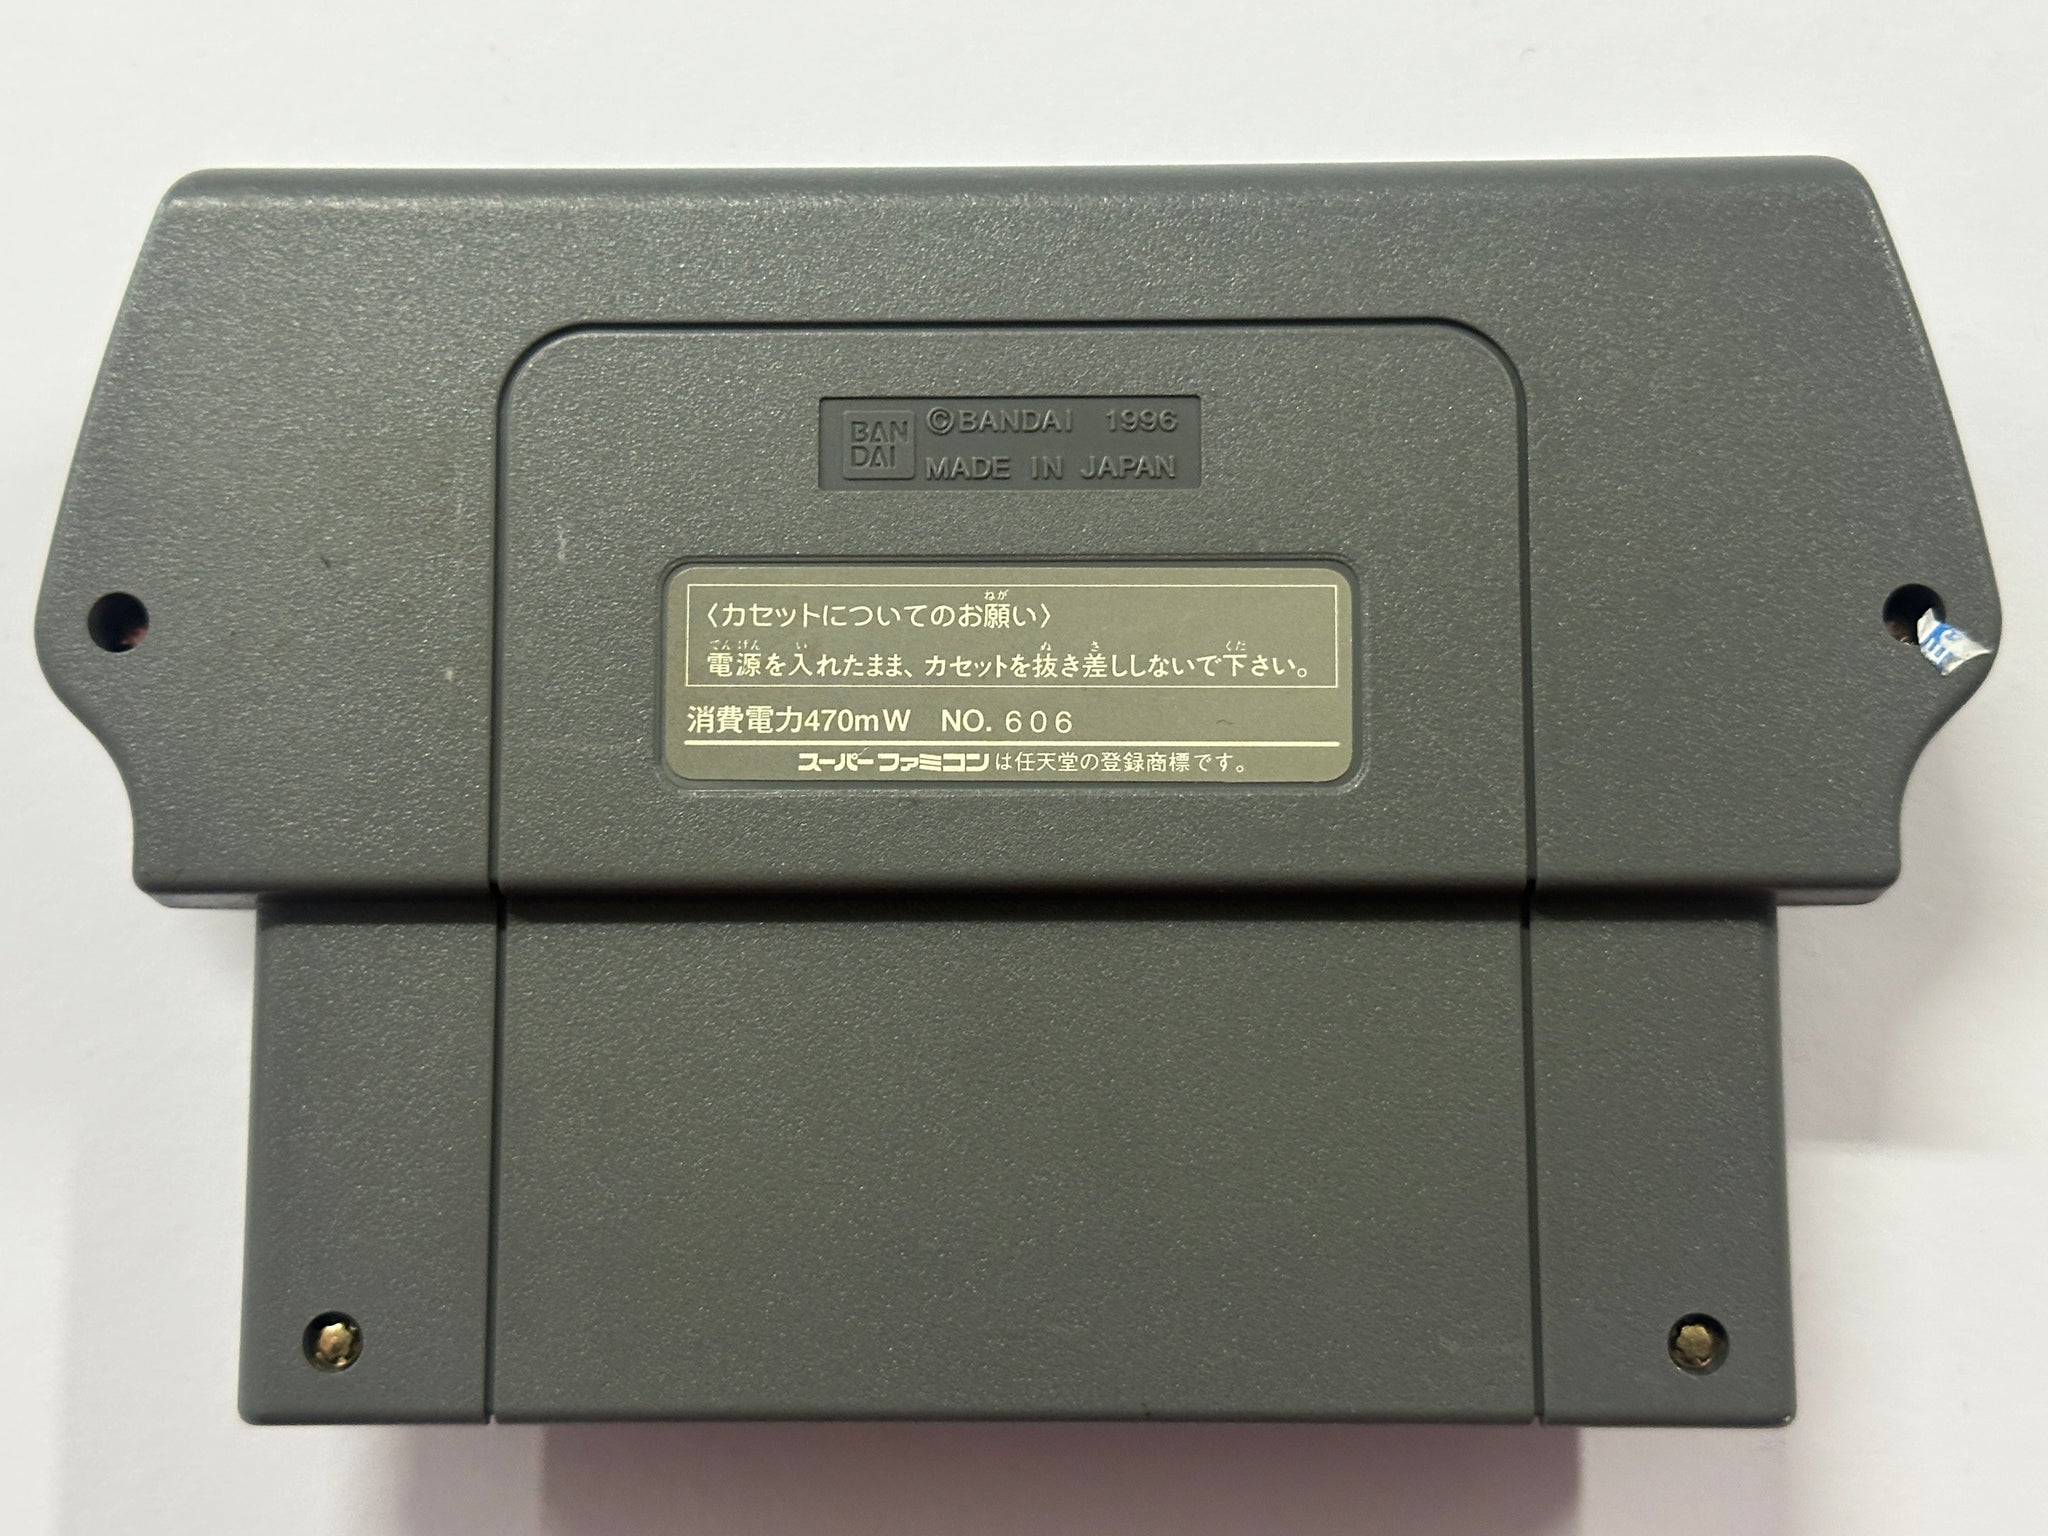 BAN
DAI
©BANDAI 1996
MADE IN JAPAN
〈カセットについてのお願い〉
電源を入れたまま、カセットを抜き差ししないで下さい。
消費電力470mW NO. 606
スーパーファミコンは任天堂の登録商標です。